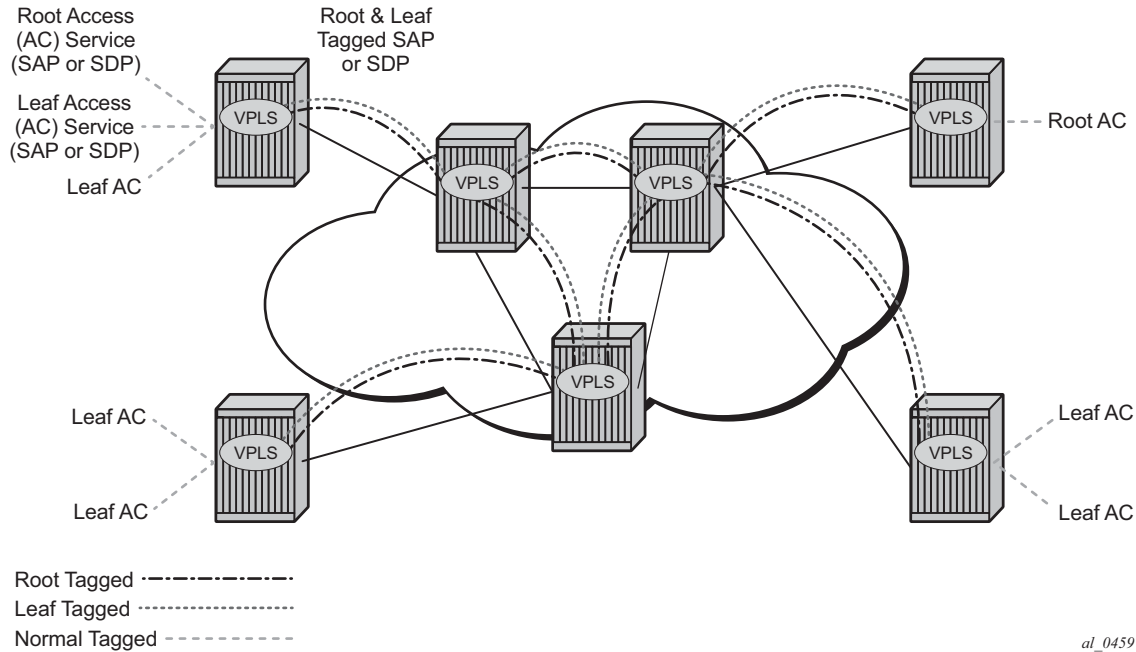 Root Access
(AC) Service
(SAP or SDP)
Root & Leaf
Tagged SAP
or SDP
Leaf Access
(AC) Service
(SAP or SDP)
Leaf AC
VPLS
VPLS
VPLS
VPLS
Root AC
VPLS
Leaf AC
Leaf AC
VPLS
VPLS
Leaf AC
Leaf AC
Root Tagged
Leaf Tagged
Normal Tagged
al_0459